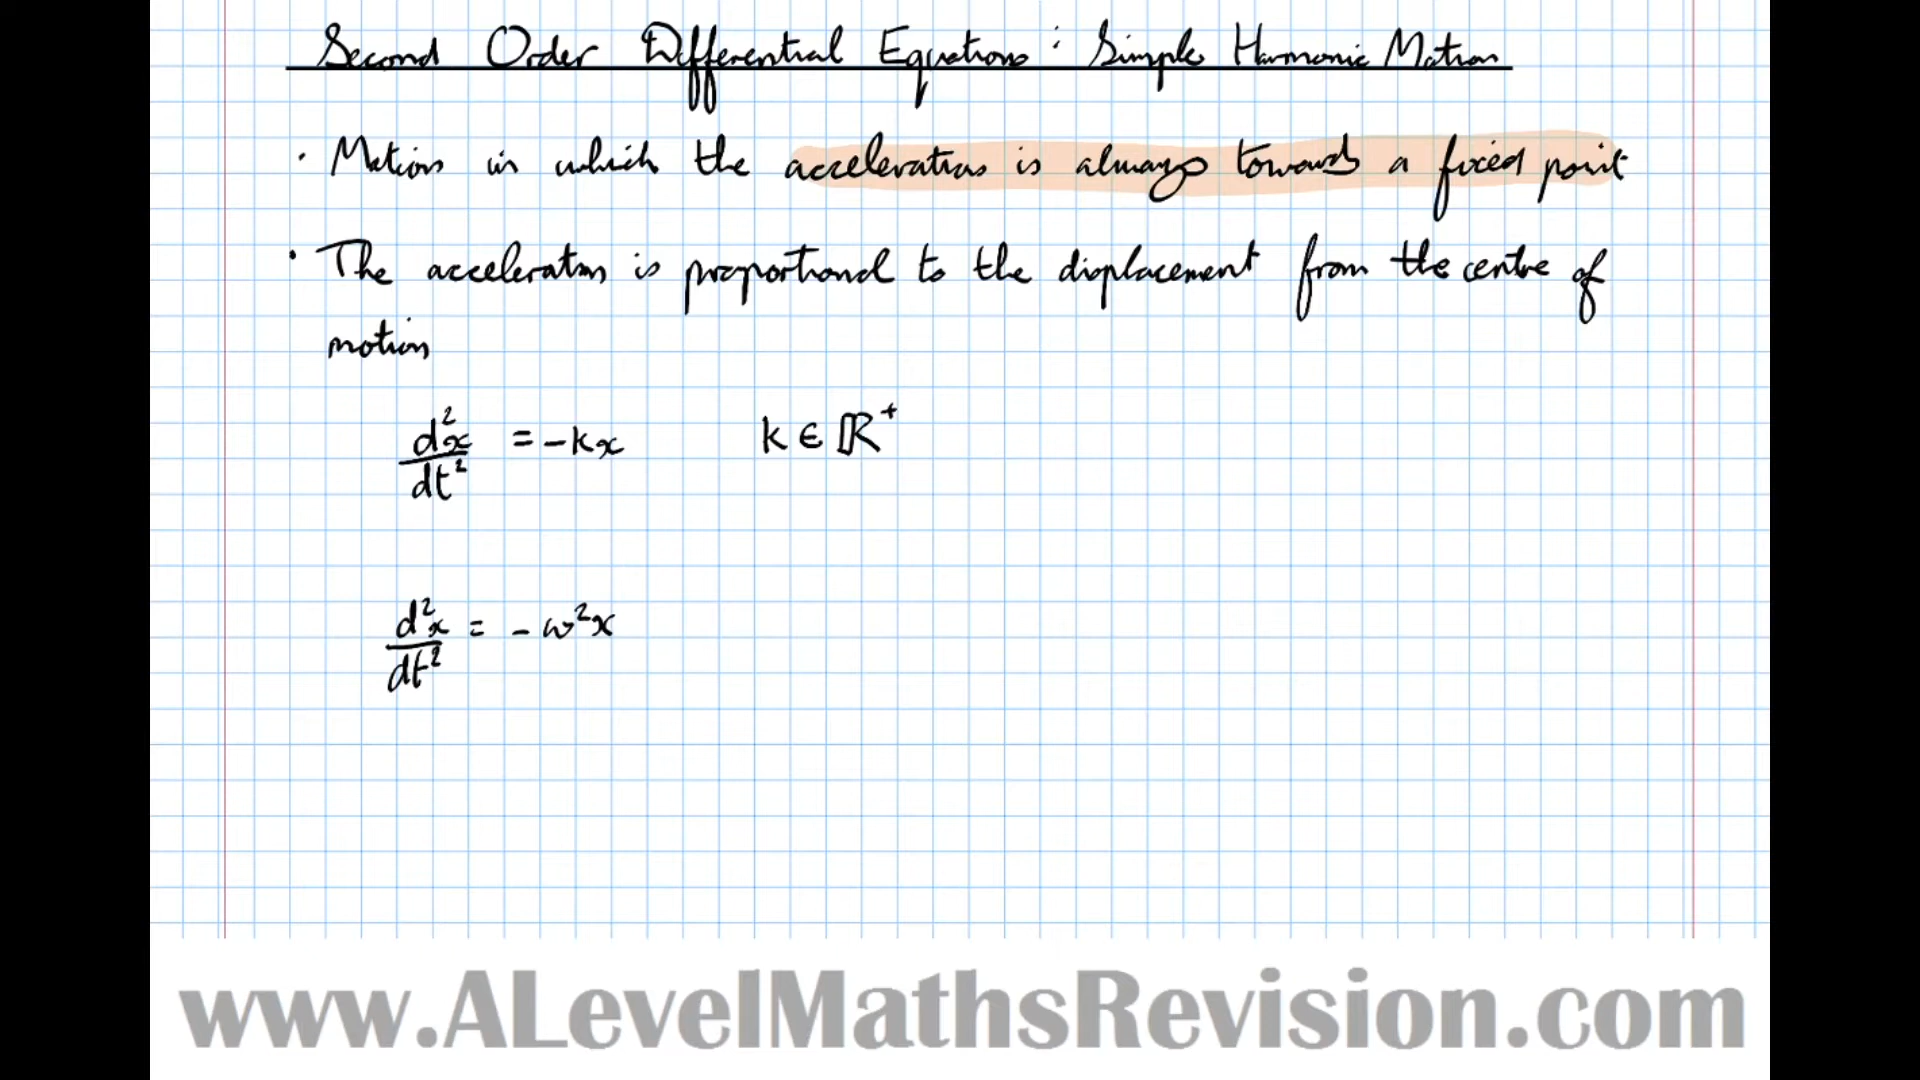 Second Order Differential Equations : Simple Harmonic Motion
· Motion in which the acceleration is always towards a fixed point
· The acceleration is proportional to the displacement from the centre of
motion
d²x/dt² = -kx k ∈ ℝ⁺
d²x/dt² = - ω²x
www.ALevelMathsRevision.com